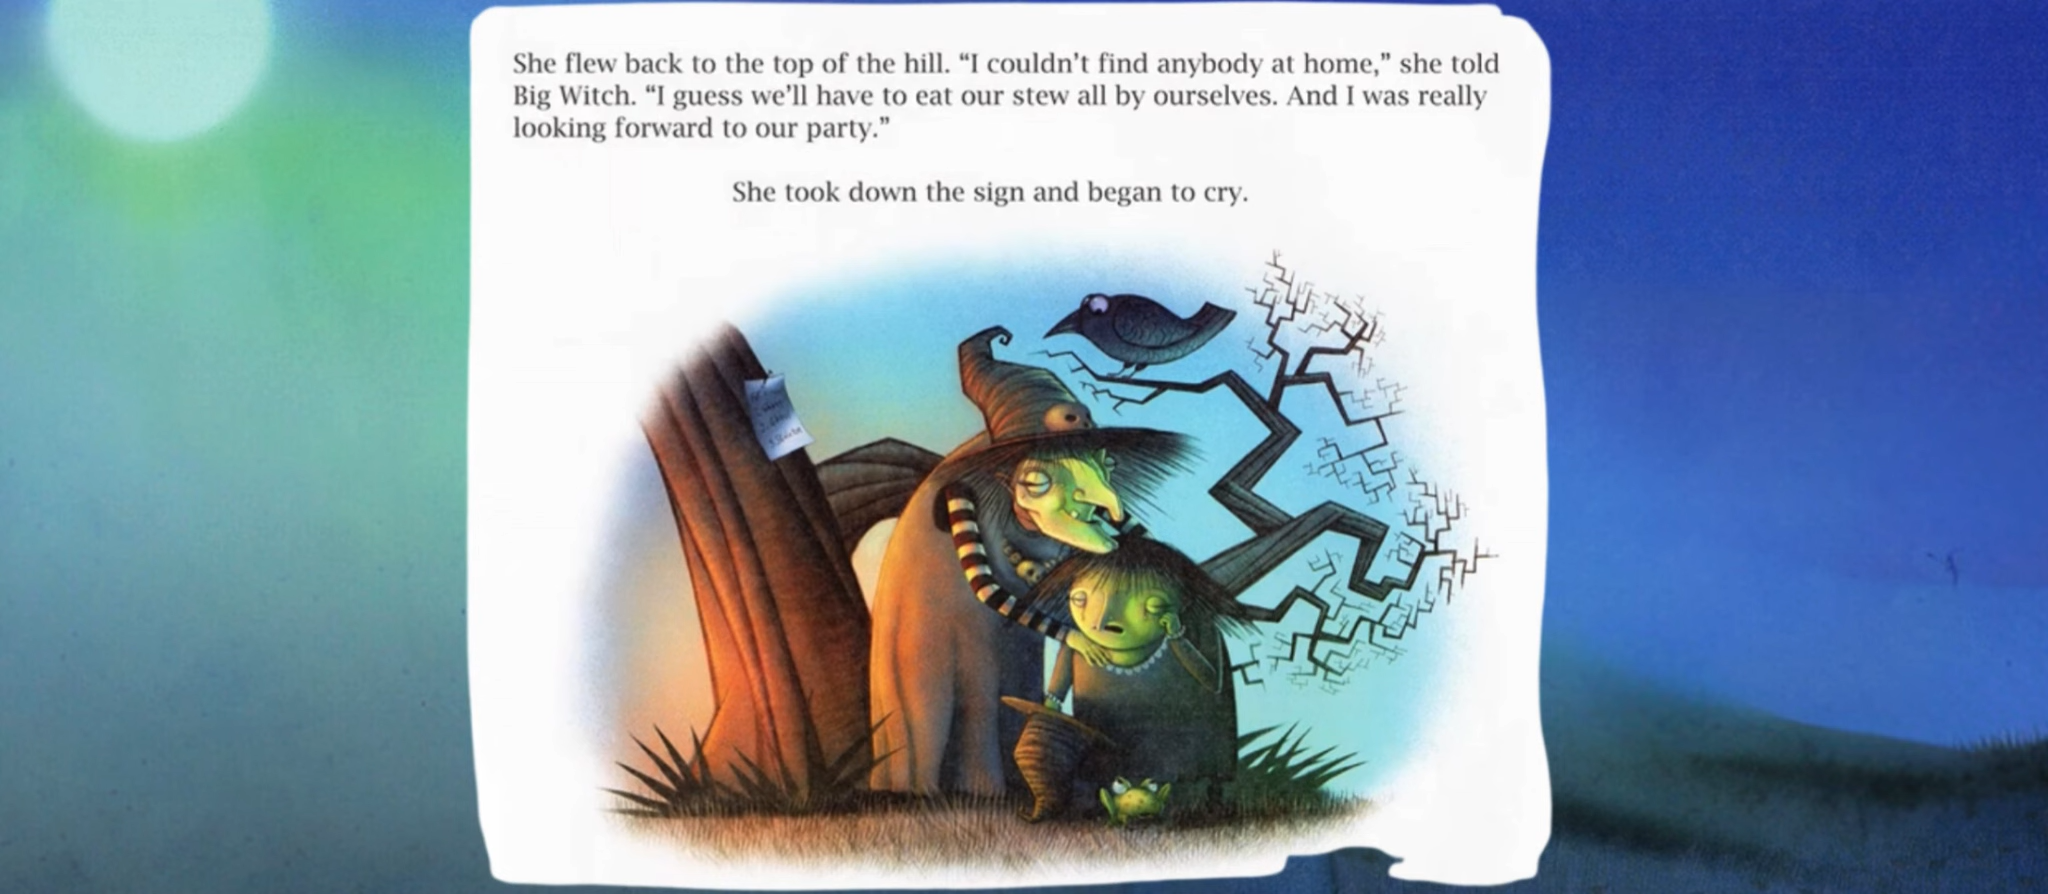 She flew back to the top of the hill. “I couldn’t find anybody at home,” she told
Big Witch. “I guess we’ll have to eat our stew all by ourselves. And I was really
looking forward to our party.”
She took down the sign and began to cry.